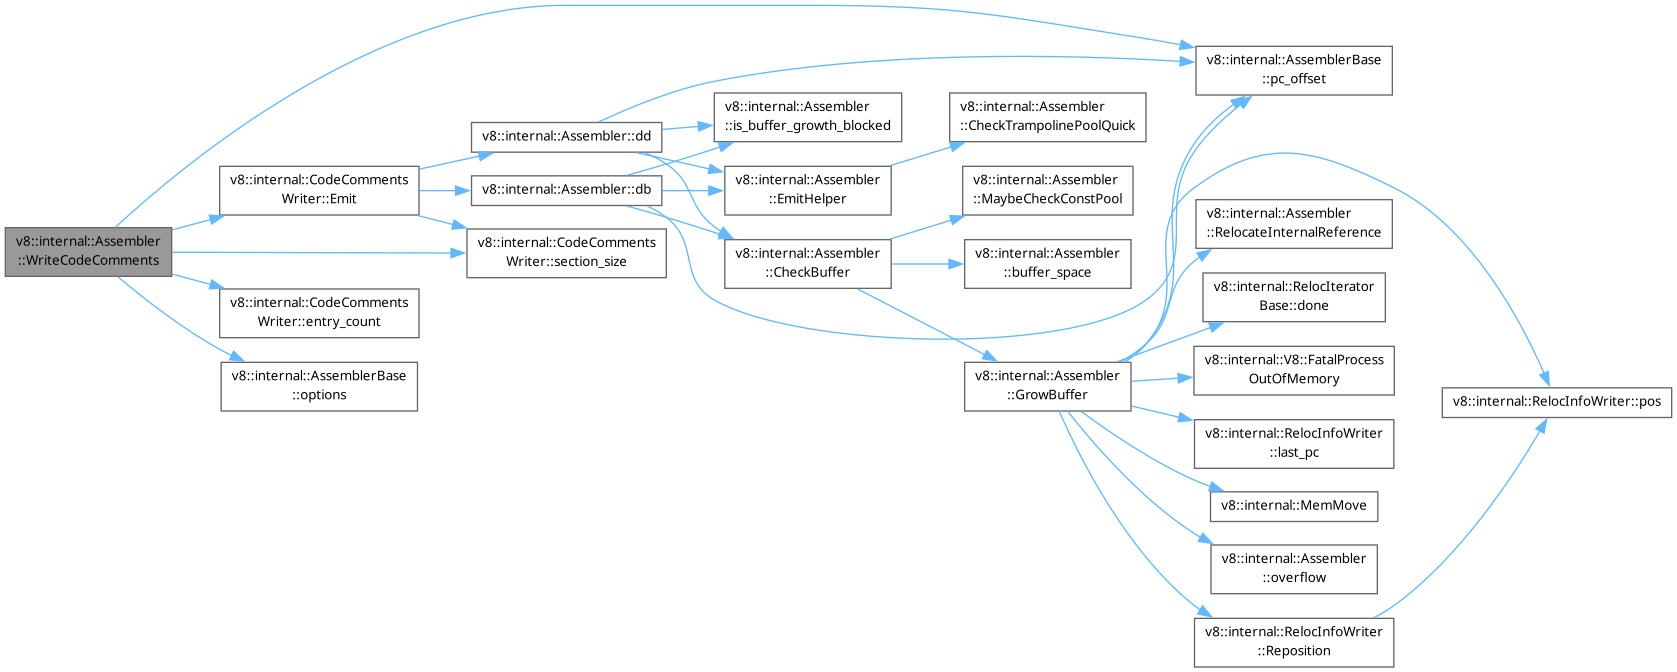 v8::internal::Assembler
::WriteCodeComments
v8::internal::CodeComments
Writer::Emit
v8::internal::CodeComments
Writer::entry_count
v8::internal::AssemblerBase
::options
v8::internal::Assembler::dd
v8::internal::Assembler::db
v8::internal::CodeComments
Writer::section_size
v8::internal::Assembler
::is_buffer_growth_blocked
v8::internal::Assembler
::EmitHelper
v8::internal::Assembler
::CheckBuffer
v8::internal::Assembler
::CheckTrampolinePoolQuick
v8::internal::Assembler
::MaybeCheckConstPool
v8::internal::Assembler
::buffer_space
v8::internal::Assembler
::GrowBuffer
v8::internal::AssemblerBase
::pc_offset
v8::internal::Assembler
::RelocateInternalReference
v8::internal::RelocIterator
Base::done
v8::internal::V8::FatalProcess
OutOfMemory
v8::internal::RelocInfoWriter
::last_pc
v8::internal::MemMove
v8::internal::Assembler
::overflow
v8::internal::RelocInfoWriter
::Reposition
v8::internal::RelocInfoWriter::pos